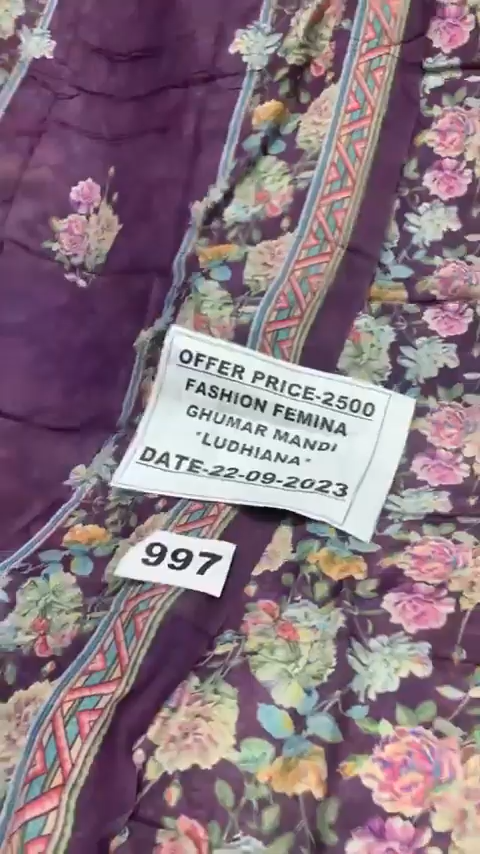 OFFER PRICE-2500
FASHION FEMINA
GHUMAR MANDI
"LUDHIANA"
DATE-22-09-2023
997